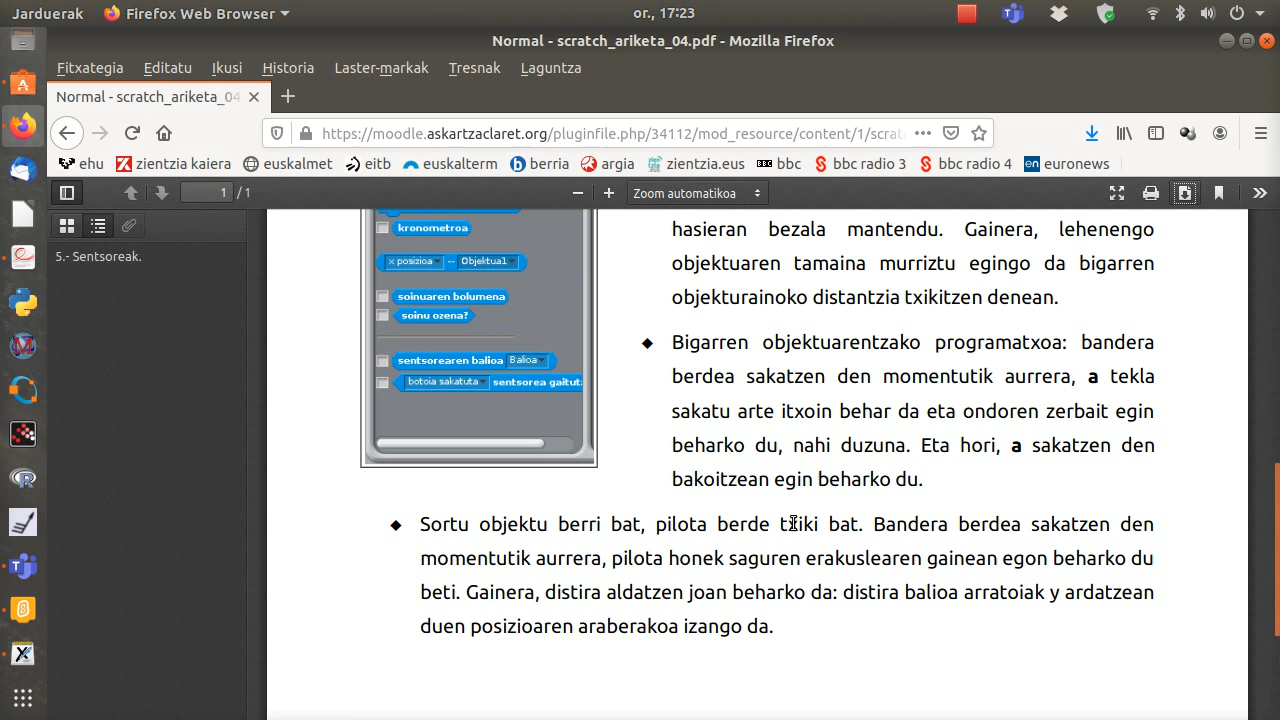 Jarduerak Firefox Web Browser or., 17:23
Normal - scratch_ariketa_04.pdf - Mozilla Firefox
Fitxategia Editatu Ikusi Historia Laster-markak Tresnak Laguntza
Normal - scratch_ariketa_04
https://moodle.askartzaclaret.org/pluginfile.php/34112/mod_resource/content/1/scrat
ehu zientzia kaiera euskalmet eitb euskalterm berria argia zientzia .eus bbc bbc radio 3 bbc radio 4 euronews
1 / 1 Zoom automatikoa
5.- Sentsoreak.
kronometroa
x posizioa -- Objektua1
soinuaren bolumena
soinu ozena?
sentsorearen balioa Balioa
botoia sakatuta sentsorea gaituta
hasieran bezala mantendu. Gainera, lehenengo
objektuaren tamaina murriztu egingo da bigarren
objekturainoko distantzia txikitzen denean.
◆ Bigarren objektuarentzako programatxoa: bandera
berdea sakatzen den momentutik aurrera, a tekla
sakatu arte itxoin behar da eta ondoren zerbait egin
beharko du, nahi duzuna. Eta hori, a sakatzen den
bakoitzean egin beharko du.
◆ Sortu objektu berri bat, pilota berde txiki bat. Bandera berdea sakatzen den
momentutik aurrera, pilota honek saguren erakuslearen gainean egon beharko du
beti. Gainera, distira aldatzen joan beharko da: distira balioa arratoiak y ardatzean
duen posizioaren araberakoa izango da.